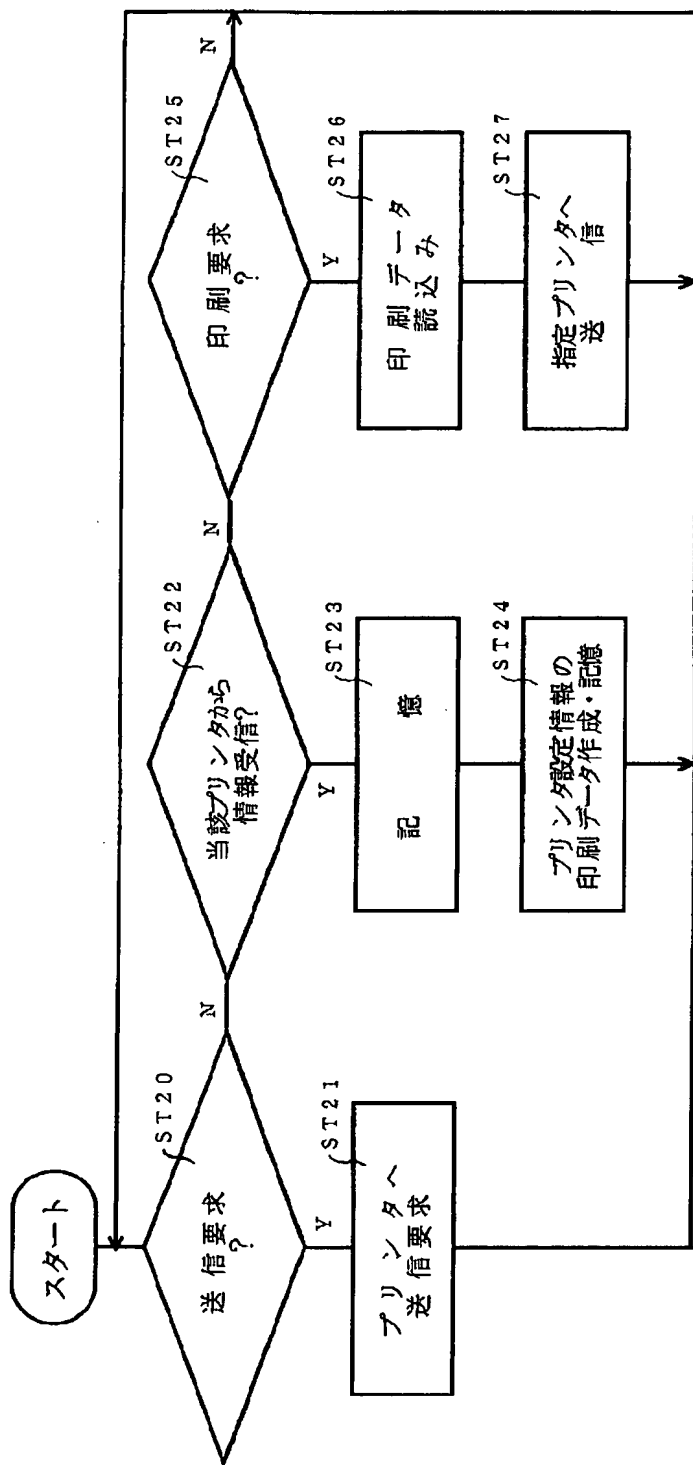 スタート
送信要求
?
ST20
Y
N
プリンタへ
送信要求
ST21
当該プリンタから
情報受信?
ST22
Y
N
記 憶
ST23
プリンタ設定情報の
印刷データ作成・記憶
ST24
印刷要求
?
ST25
Y
N
印刷データ
読込み
ST26
指定プリンタへ
送 信
ST27